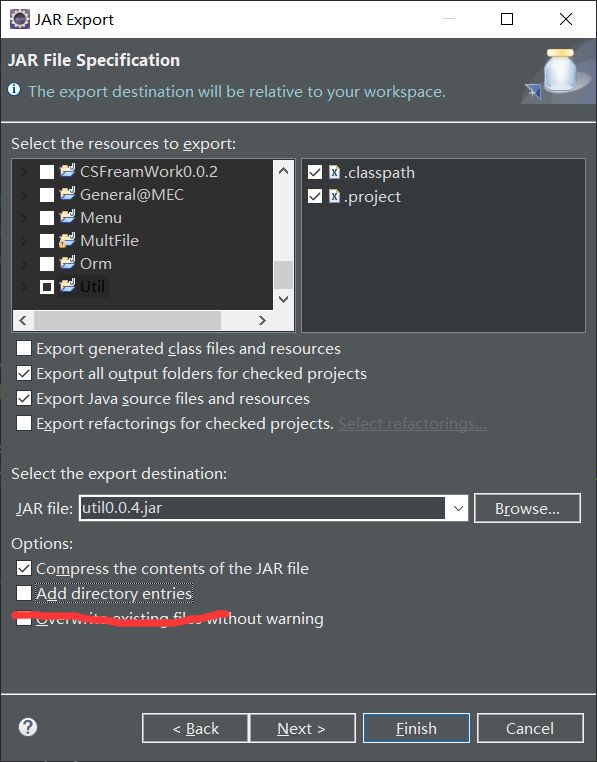 JAR Export
JAR File Specification
The export destination will be relative to your workspace.
Select the resources to export:
CSFreamWork0.0.2
General@MEC
Menu
MultFile
Orm
Util
.classpath
.project
Export generated class files and resources
Export all output folders for checked projects
Export Java source files and resources
Export refactorings for checked projects. Select refactorings...
Select the export destination:
JAR file: util0.0.4.jar Browse...
Options:
Compress the contents of the JAR file
Add directory entries
Overwrite existing files without warning
? < Back Next > Finish Cancel